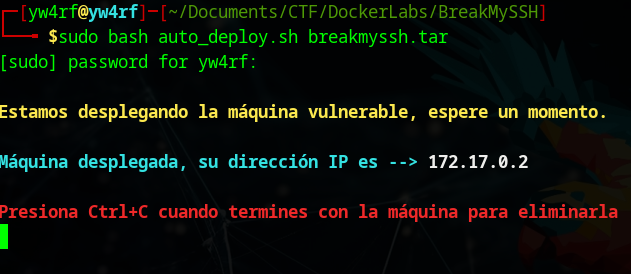 ┌─[yw4rf@yw4rf]─[~/Documents/CTF/DockerLabs/BreakMySSH]
└──╼ $sudo bash auto_deploy.sh breakmyssh.tar
[sudo] password for yw4rf:
Estamos desplegando la máquina vulnerable, espere un momento.
Máquina desplegada, su dirección IP es --> 172.17.0.2
Presiona Ctrl+C cuando termines con la máquina para eliminarla